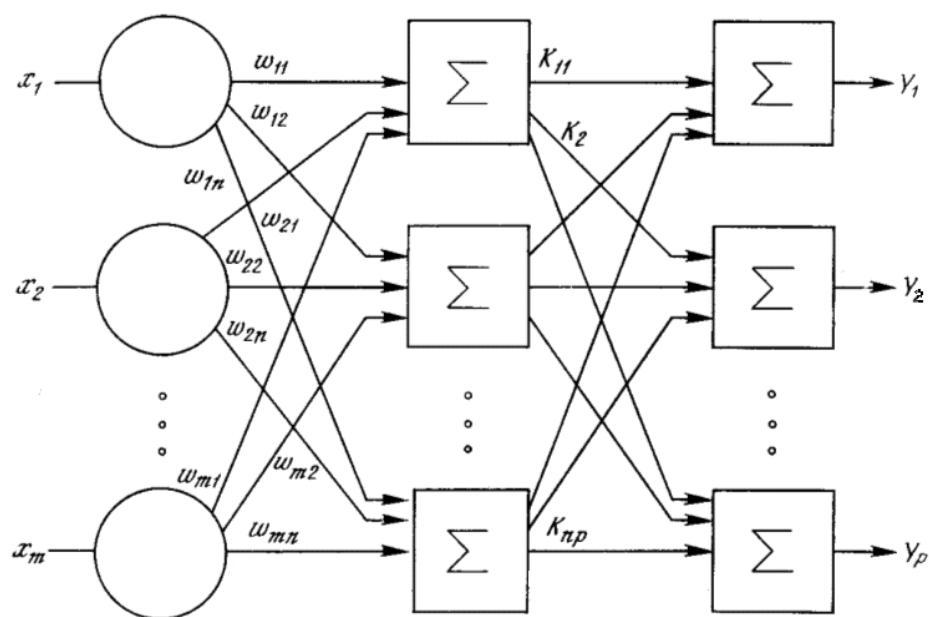 x₁ w₁₁ Σ K₁₁ Σ Y₁
w₁₂ K₂
w₁ₙ w₂₁
x₂ w₂₂ Σ Σ Y₂
w₂ₙ
wₘ₁ wₘ₂
xₘ wₘₙ Σ Kₙₚ Σ Yₚ